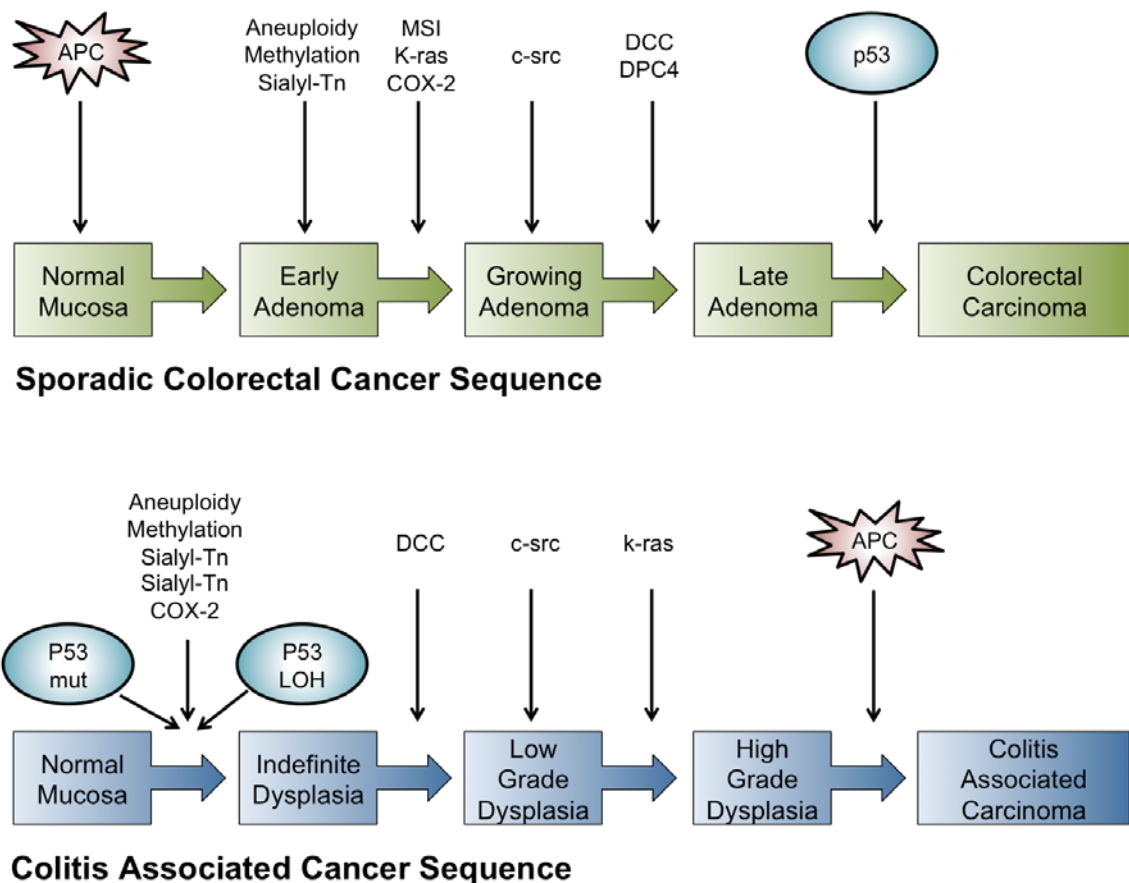 APC
Aneuploidy
Methylation
Sialyl-Tn
MSI
K-ras
COX-2
c-src
DCC
DPC4
p53
Normal
Mucosa
Early
Adenoma
Growing
Adenoma
Late
Adenoma
Colorectal
Carcinoma
Sporadic Colorectal Cancer Sequence
Aneuploidy
Methylation
Sialyl-Tn
Sialyl-Tn
COX-2
P53
mut
P53
LOH
DCC
c-src
k-ras
APC
Normal
Mucosa
Indefinite
Dysplasia
Low
Grade
Dysplasia
High
Grade
Dysplasia
Colitis
Associated
Carcinoma
Colitis Associated Cancer Sequence